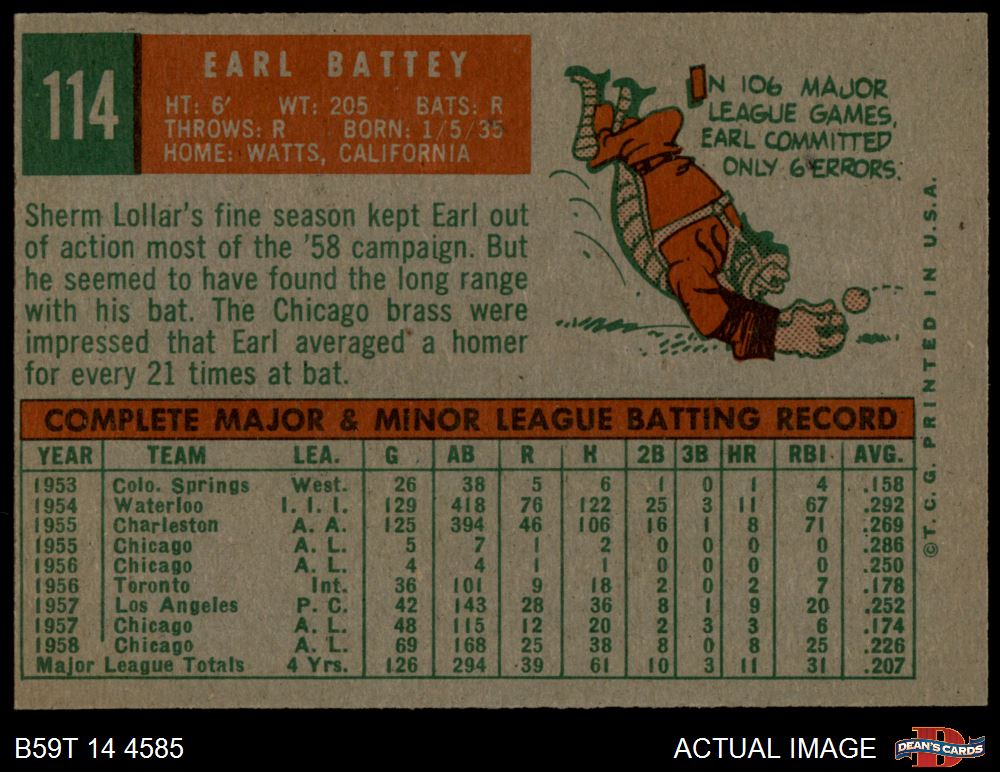 114
EARL BATTEY
HT: 6' WT: 205 BATS: R
THROWS: R BORN: 1/5/35
HOME: WATTS, CALIFORNIA
IN 106 MAJOR
LEAGUE GAMES,
EARL COMMITTED
ONLY 6 ERRORS.
Sherm Lollar's fine season kept Earl out
of action most of the '58 campaign. But
he seemed to have found the long range
with his bat. The Chicago brass were
impressed that Earl averaged a homer
for every 21 times at bat.
COMPLETE MAJOR & MINOR LEAGUE BATTING RECORD
YEAR TEAM LEA. G AB R H 2B 3B HR RBI AVG.
1953 Colo. Springs West. 26 38 5 6 1 0 1 4 .158
1954 Waterloo I. I. I. 129 418 76 122 25 3 11 67 .292
1955 Charleston A. A. 125 394 46 106 16 1 8 71 .269
1955 Chicago A. L. 5 7 1 2 0 0 0 0 .286
1956 Chicago A. L. 4 4 1 1 0 0 0 0 .250
1956 Toronto Int. 36 101 9 18 2 0 2 7 .178
1957 Los Angeles P. C. 42 143 28 36 8 1 9 20 .252
1957 Chicago A. L. 48 115 12 20 2 3 3 6 .174
1958 Chicago A. L. 69 168 25 38 8 0 8 25 .226
Major League Totals 4 Yrs. 126 294 39 61 10 3 11 31 .207
© T. C. G. PRINTED IN U.S.A.
B59T 14 4585
ACTUAL IMAGE
DEAN'S CARDS